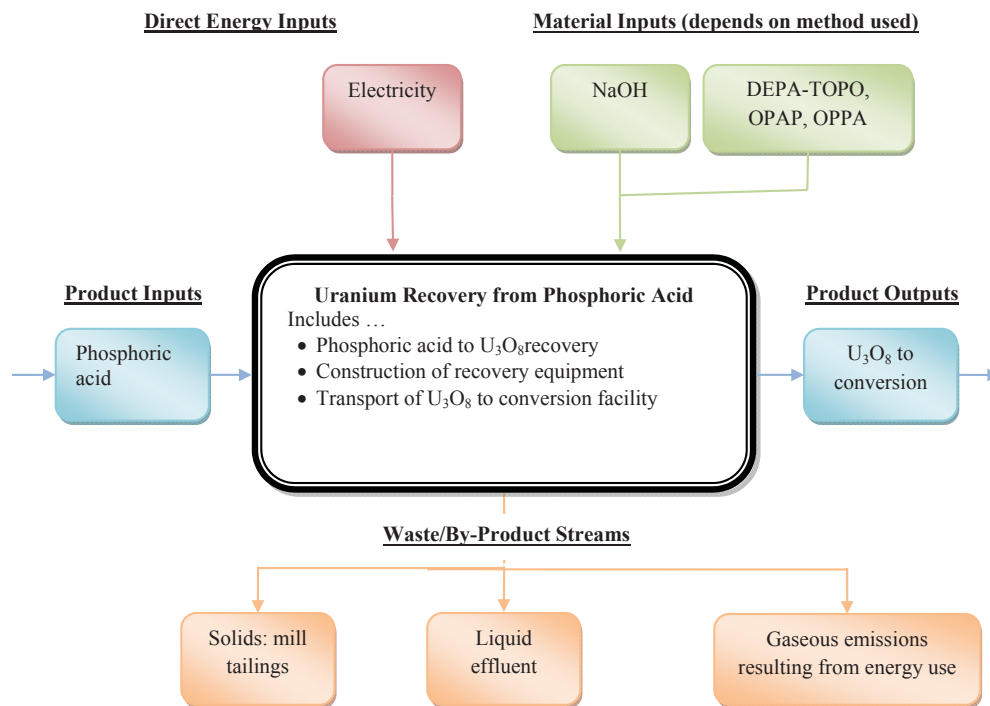 Direct Energy Inputs
Material Inputs (depends on method used)
Electricity
NaOH
DEPA-TOPO,
OPAP, OPPA
Product Inputs
Phosphoric
acid
Uranium Recovery from Phosphoric Acid
Includes …
• Phosphoric acid to U₃O₈recovery
• Construction of recovery equipment
• Transport of U₃O₈ to conversion facility
Product Outputs
U₃O₈ to
conversion
Waste/By-Product Streams
Solids: mill
tailings
Liquid
effluent
Gaseous emissions
resulting from energy use